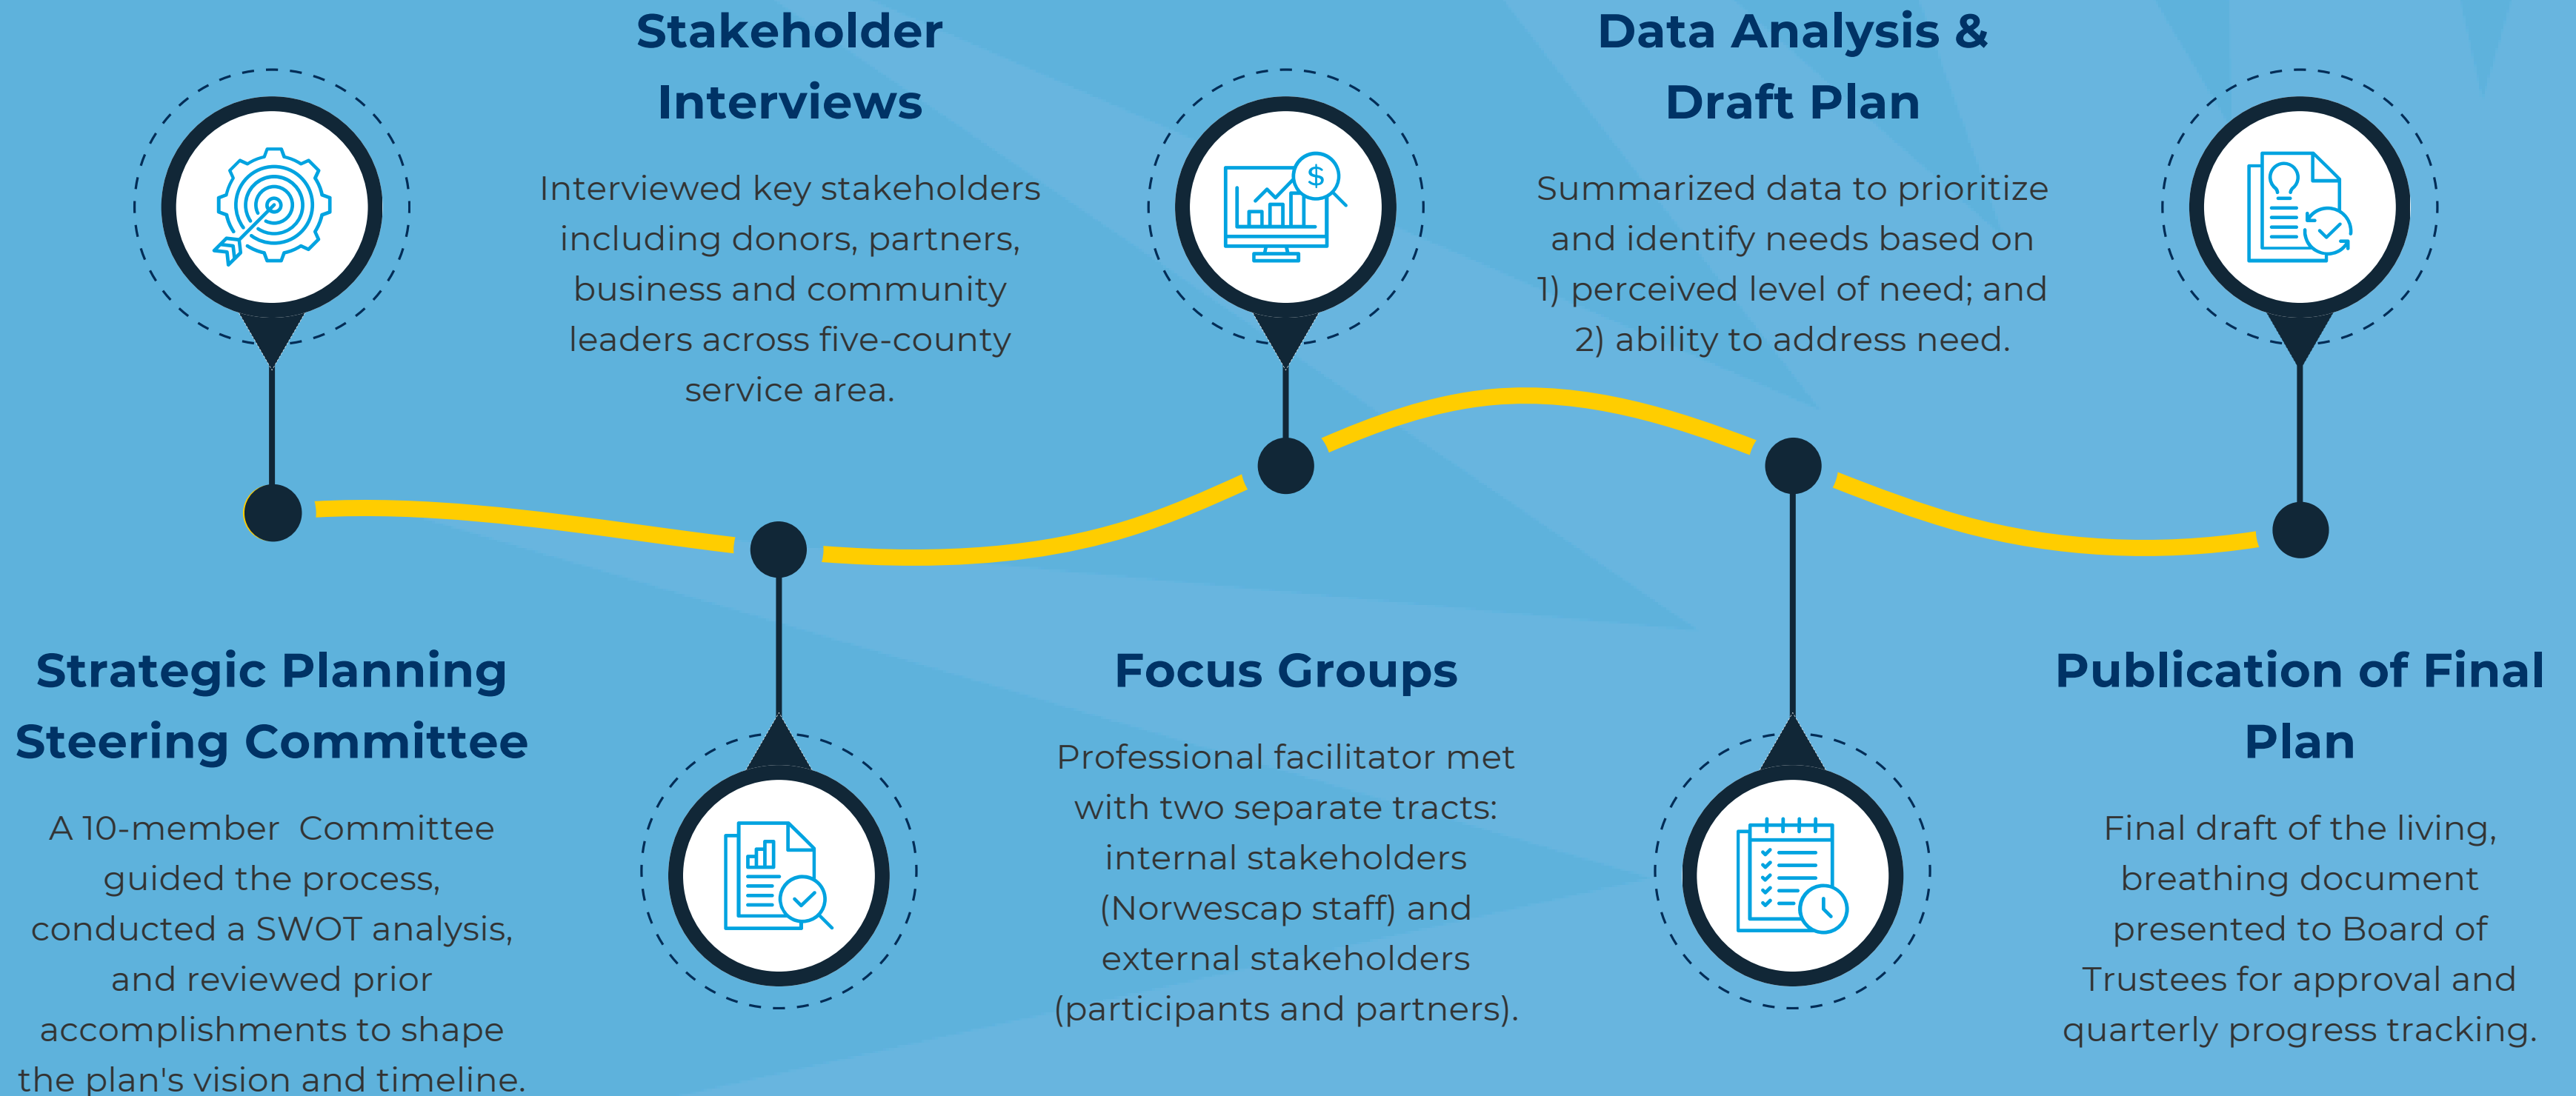 Strategic Planning
Steering Committee
A 10-member  Committee
guided the process,
conducted a SWOT analysis,
and reviewed prior
accomplishments to shape
the plan's vision and timeline.
Stakeholder
Interviews
Interviewed key stakeholders
including donors, partners,
business and community
leaders across five-county
service area.
Focus Groups
Professional facilitator met
with two separate tracts:
internal stakeholders
(Norwescap staff) and
external stakeholders
(participants and partners).
$
Data Analysis &
Draft Plan
Summarized data to prioritize
and identify needs based on
1) perceived level of need; and
2) ability to address need.
Publication of Final
Plan
Final draft of the living,
breathing document
presented to Board of
Trustees for approval and
quarterly progress tracking.